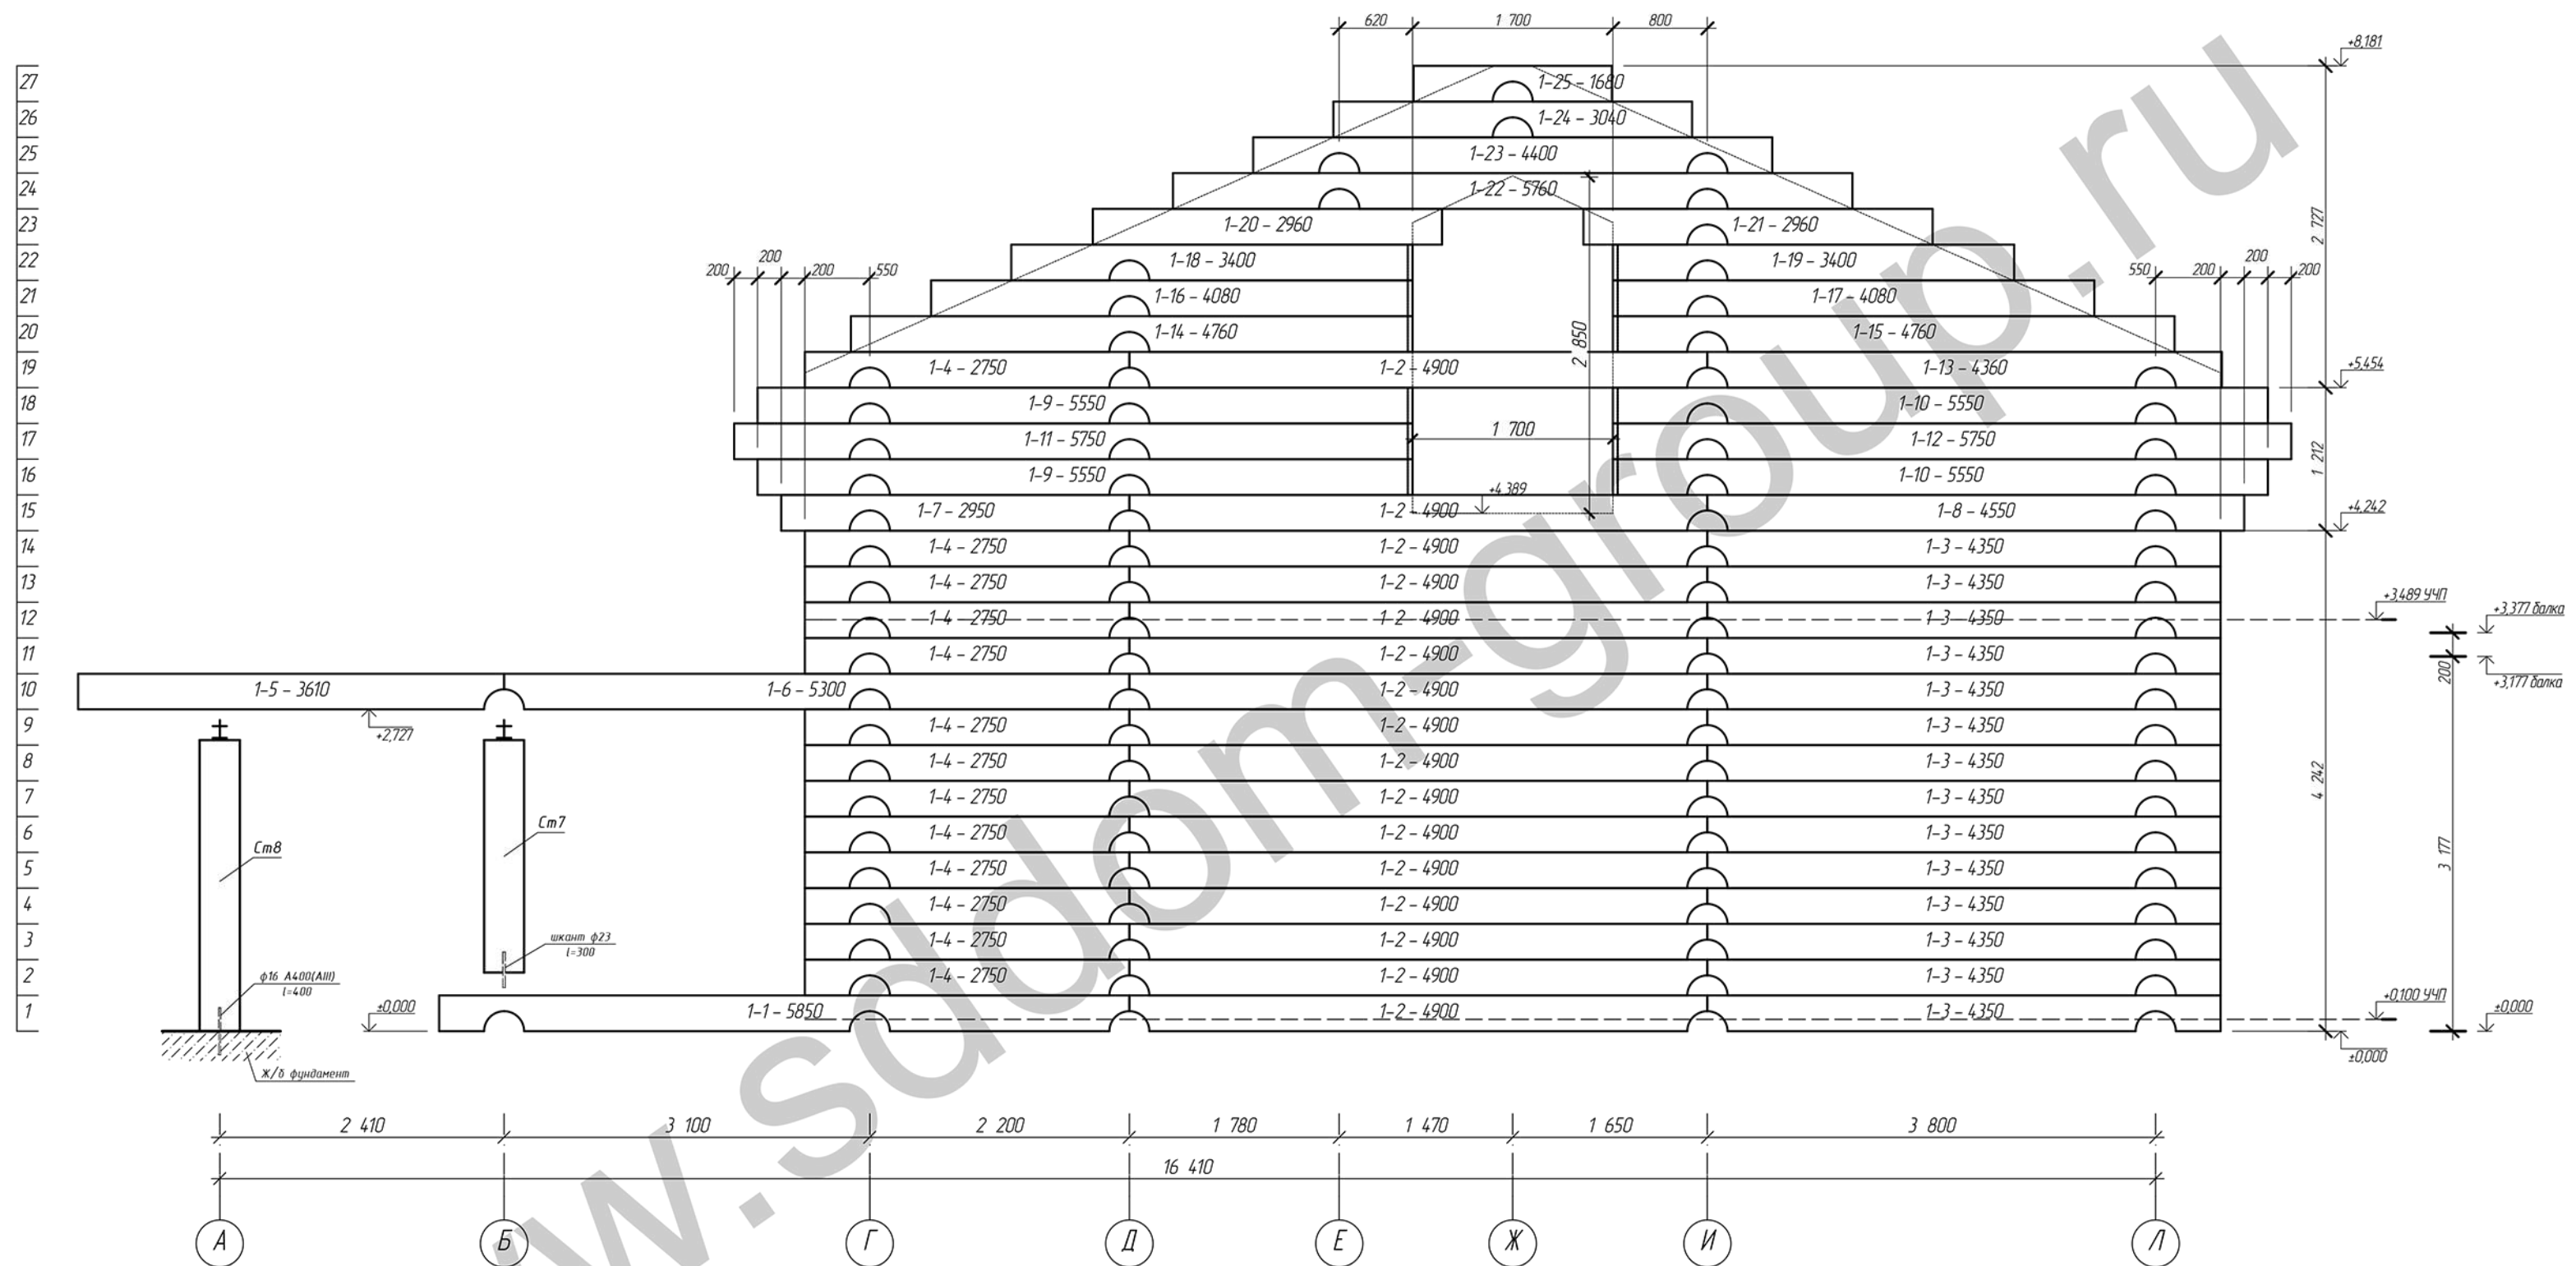 620 1 700 800
+8,181
27 1-25 - 1680
26 1-24 - 3040
25 1-23 - 4400
24 1-22 - 5760
23 1-20 - 2960 1-21 - 2960
2 727
22 1-18 - 3400 1-19 - 3400
200 200 200 550 550 200 200 200
21 1-16 - 4080 1-17 - 4080
20 1-14 - 4760 1-15 - 4760
2 850
19 1-4 - 2750 1-2 - 4900 1-13 - 4360
+5,454
18 1-9 - 5550 1-10 - 5550
17 1-11 - 5750 1 700 1-12 - 5750
1 212
16 1-9 - 5550 1-10 - 5550
+4,389
15 1-7 - 2950 1-2 - 4900 1-8 - 4550
+4,242
14 1-4 - 2750 1-2 - 4900 1-3 - 4350
13 1-4 - 2750 1-2 - 4900 1-3 - 4350
+3,489 УЧП
+3,377 балка
12 1-4 - 2750 1-2 - 4900 1-3 - 4350
11 1-4 - 2750 1-2 - 4900 1-3 - 4350
200
+3,177 балка
10 1-5 - 3610 1-6 - 5300 1-2 - 4900 1-3 - 4350
9 1-4 - 2750 1-2 - 4900 1-3 - 4350
+2,727
8 1-4 - 2750 1-2 - 4900 1-3 - 4350
4 242
7 1-4 - 2750 1-2 - 4900 1-3 - 4350
6 1-4 - 2750 1-2 - 4900 1-3 - 4350
Ст7
Ст8
3 177
5 1-4 - 2750 1-2 - 4900 1-3 - 4350
4 1-4 - 2750 1-2 - 4900 1-3 - 4350
3 1-4 - 2750 1-2 - 4900 1-3 - 4350
шкант ф23
l=300
2 1-4 - 2750 1-2 - 4900 1-3 - 4350
ф16 А400(АIII)
l=400
1 1-1 - 5850 1-2 - 4900 1-3 - 4350
±0,000
+0,100 УЧП
±0,000
±0,000
Ж/б фундамент
2 410 3 100 2 200 1 780 1 470 1 650 3 800
16 410
А Б Г Д Е Ж И Л
w.sddom-group.ru